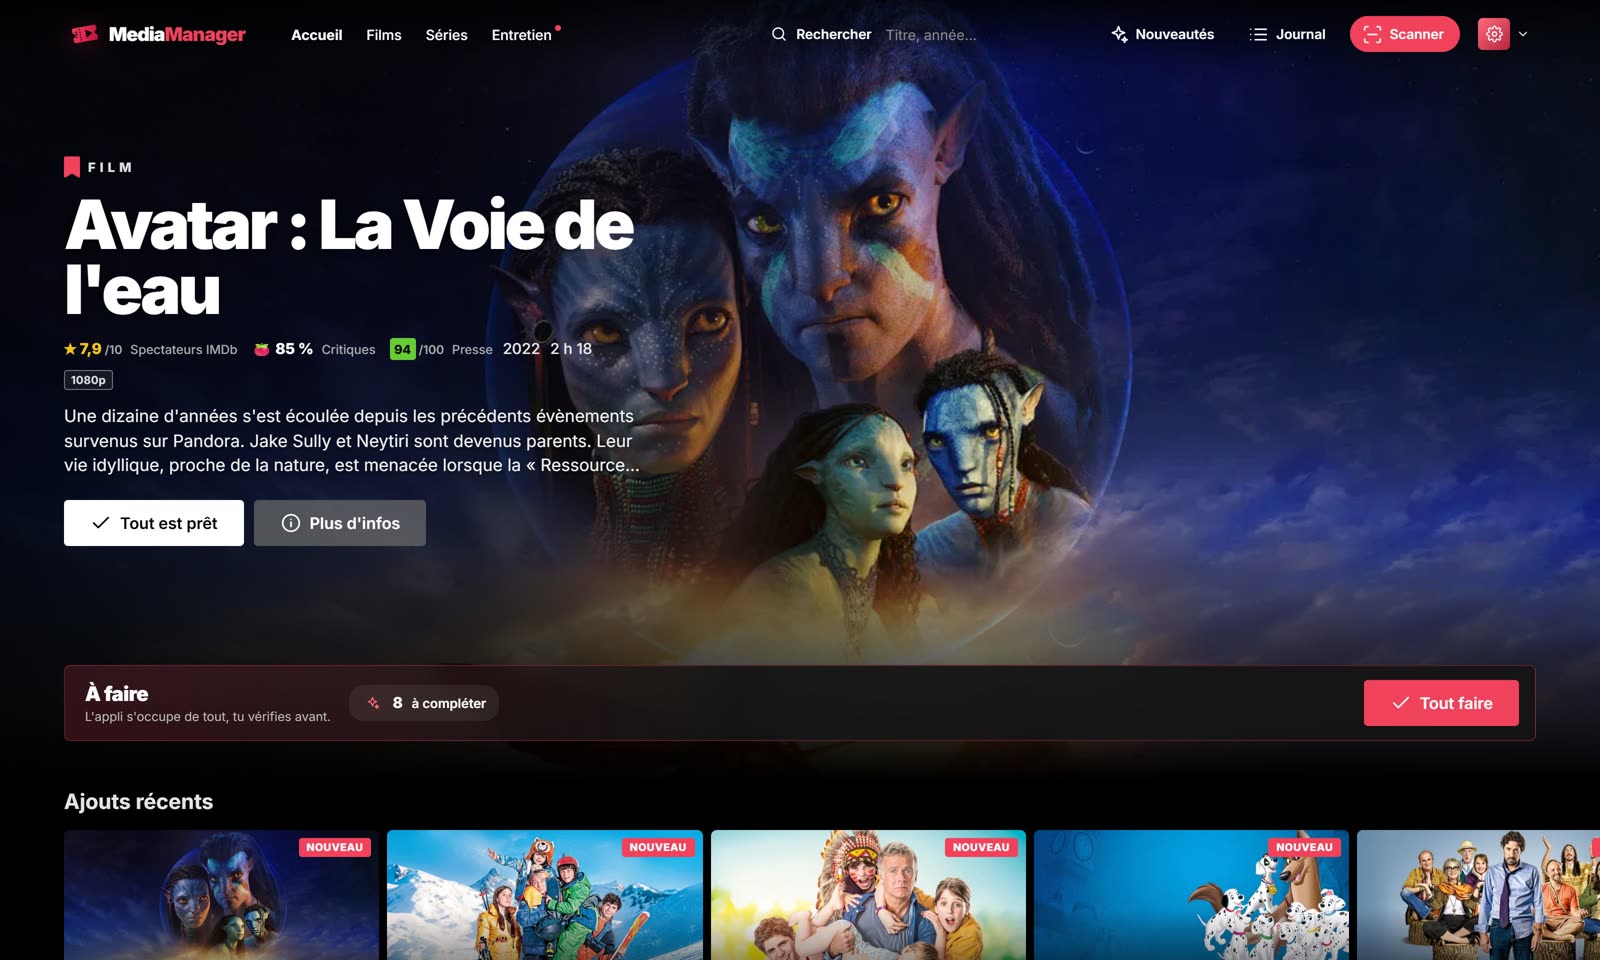 MediaManager
Accueil
Films
Séries
Entretien
Rechercher
Titre, année...
Nouveautés
Journal
Scanner
FILM
Avatar : La Voie de
l'eau
7,9 /10 Spectateurs IMDb 85 % Critiques 94 /100 Presse 2022 2 h 18
1080p
Une dizaine d'années s'est écoulée depuis les précédents évènements
survenus sur Pandora. Jake Sully et Neytiri sont devenus parents. Leur
vie idyllique, proche de la nature, est menacée lorsque la « Ressource...
Tout est prêt
Plus d'infos
À faire
L'appli s'occupe de tout, tu vérifies avant.
8 à compléter
Tout faire
Ajouts récents
NOUVEAU
NOUVEAU
NOUVEAU
NOUVEAU